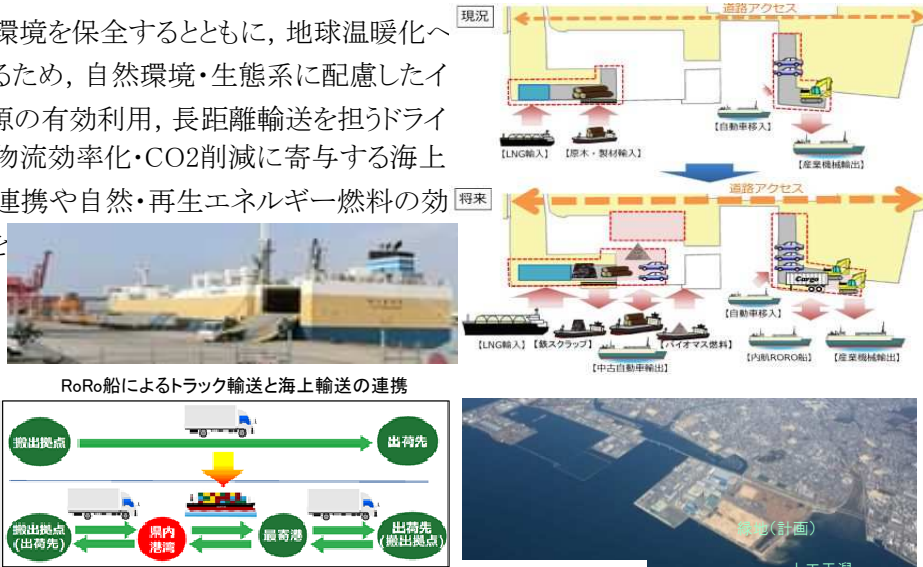 環境を保全するとともに，地球温暖化へ
るため，自然環境・生態系に配慮したイ
源の有効利用，長距離輸送を担うドライ
物流効率化・CO2削減に寄与する海上
連携や自然・再生エネルギー燃料の効
現況
道路アクセス
【自動車移入】
【LNG輸入】
【原木・製材輸入】
【産業機械輸出】
将来
道路アクセス
Cargo
【自動車移入】
【LNG輸入】
【鉄スクラップ】
【バイオマス燃料】
【内航RORO船】
【産業機械輸出】
【中古自動車輸出】
RoRo船によるトラック輸送と海上輸送の連携
搬出拠点
出荷先
搬出拠点
(出荷先)
県内
港湾
最寄港
出荷先
(搬出拠点)
緑地(計画)